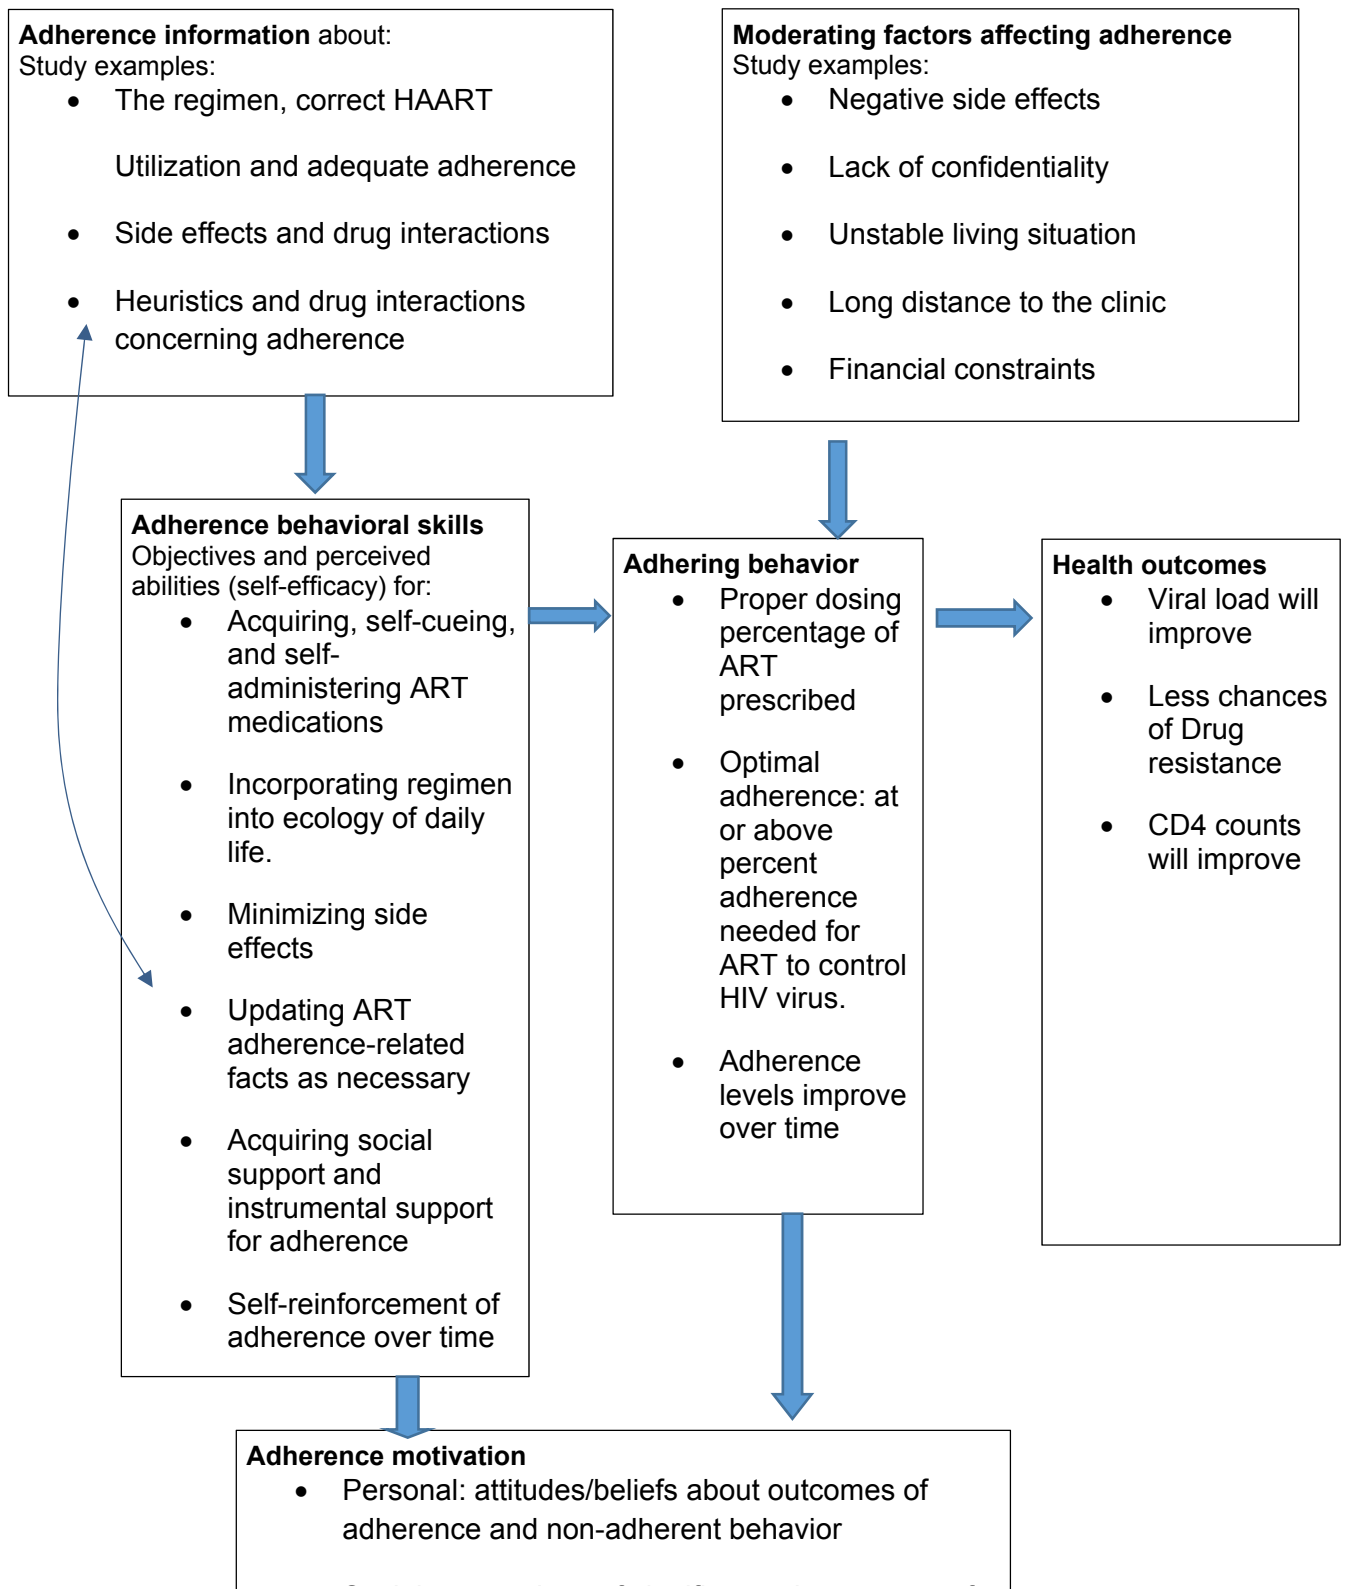 Adherence information about:
Study examples:
• The regimen, correct HAART
Utilization and adequate adherence
• Side effects and drug interactions
• Heuristics and drug interactions
concerning adherence
Moderating factors affecting adherence
Study examples:
• Negative side effects
• Lack of confidentiality
• Unstable living situation
• Long distance to the clinic
• Financial constraints
Adherence behavioral skills
Objectives and perceived
abilities (self-efficacy) for:
• Acquiring, self-cueing,
and self-
administering ART
medications
• Incorporating regimen
into ecology of daily
life.
• Minimizing side
effects
• Updating ART
adherence-related
facts as necessary
• Acquiring social
support and
instrumental support
for adherence
• Self-reinforcement of
adherence over time
Adhering behavior
• Proper dosing
percentage of
ART
prescribed
• Optimal
adherence: at
or above
percent
adherence
needed for
ART to control
HIV virus.
• Adherence
levels improve
over time
Health outcomes
• Viral load will
improve
• Less chances
of Drug
resistance
• CD4 counts
will improve
Adherence motivation
• Personal: attitudes/beliefs about outcomes of
adherence and non-adherent behavior